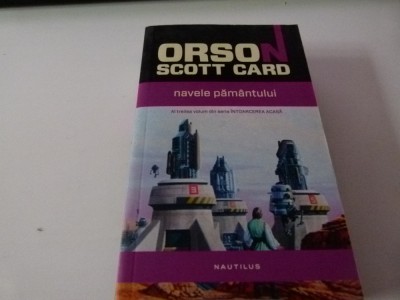 ORSON
SCOTT CARD
navele pământului
Al treilea volum din seria ÎNTOARCEREA ACASĂ
NAUTILUS